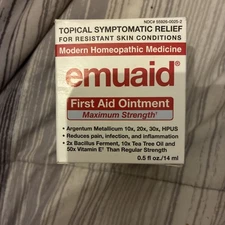 NDC# 55505-0025-2
TOPICAL SYMPTOMATIC RELIEF
FOR RESISTANT SKIN CONDITIONS
Modern Homeopathic Medicine
emuaid®
First Aid Ointment
Maximum Strength†
• Argentum Metallicum 10x, 20x, 30x, HPUS
• Reduces pain, infection, and inflammation
• 2x Bacillus Ferment, 10x Tea Tree Oil and
50x Vitamin E† Than Regular Strength
0.5 fl oz./14 ml